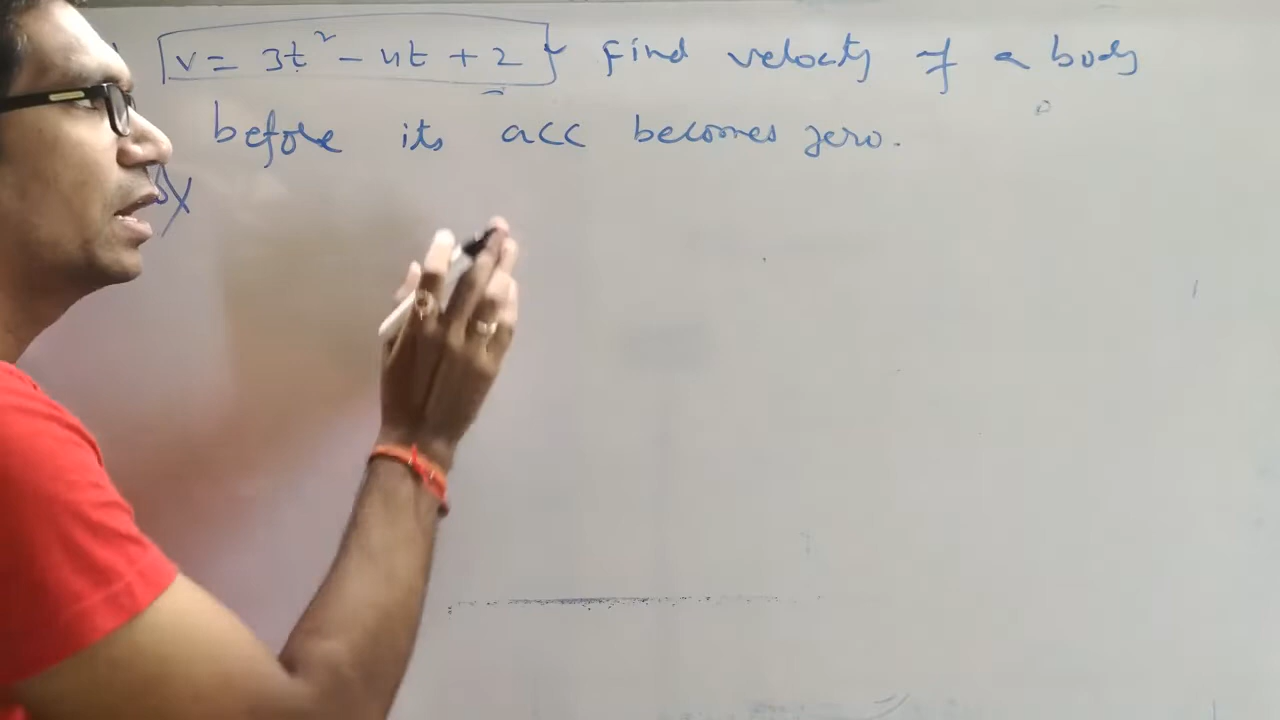 v = 3t² - 4t + 2 } find velocity of a body
before its acc becomes zero.